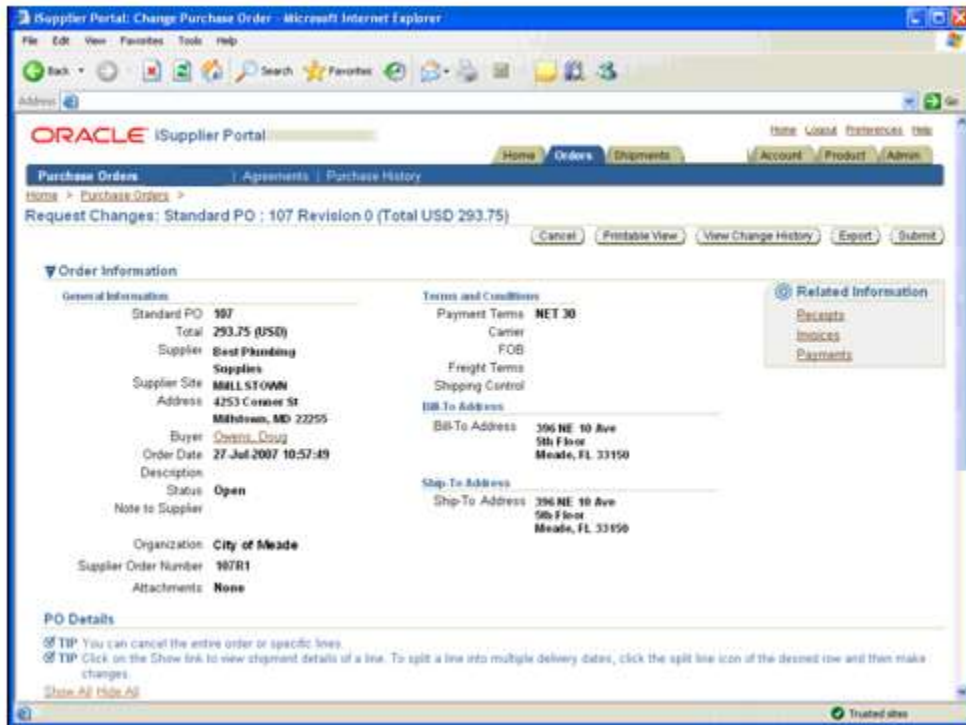 iSupplier Portal: Change Purchase Order - Microsoft Internet Explorer
File Edit View Favorites Tools Help
Back Search Favorites
Address Go
ORACLE iSupplier Portal
Home Logout Preferences Help
Home Orders Shipments Account Product Admin
Purchase Orders | Agreements | Purchase History
Home > Purchase Orders >
Request Changes: Standard PO : 107 Revision 0 (Total USD 293.75)
Cancel Printable View View Change History Export Submit
Order Information
General Information
Standard PO 107
Total 293.75 (USD)
Supplier Best Plumbing
Supplies
Supplier Site MILLSTOWN
Address 4253 Conner St
Millstown, MD 22255
Buyer Owens, Doug
Order Date 27-Jul-2007 10:57:49
Description
Status Open
Note to Supplier
Organization City of Meade
Supplier Order Number 107R1
Attachments None
Terms and Conditions
Payment Terms NET 30
Carrier
FOB
Freight Terms
Shipping Control
Bill-To Address
Bill-To Address 396 NE 10 Ave
5th Floor
Meade, FL 33150
Ship-To Address
Ship-To Address 396 NE 10 Ave
5th Floor
Meade, FL 33150
Related Information
Receipts
Invoices
Payments
PO Details
TIP You can cancel the entire order or specific lines.
TIP Click on the Show link to view shipment details of a line. To split a line into multiple delivery dates, click the split line icon of the desired row and then make
changes.
Show All Hide All
Trusted sites